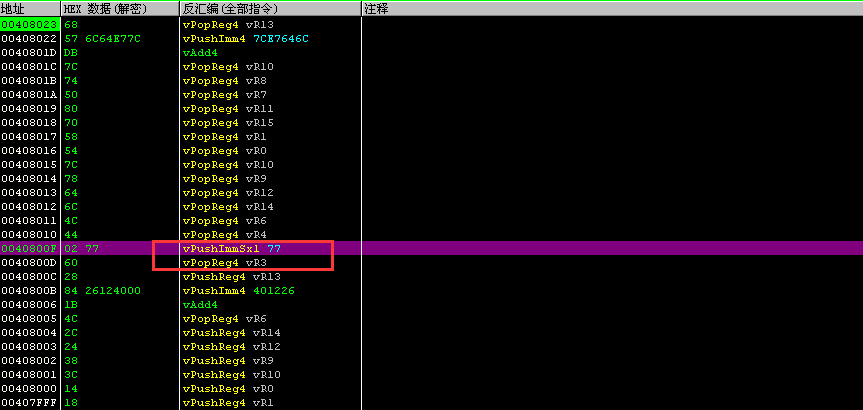 地址 HEX 数据(解密) 反汇编(全部指令) 注释
00408023 68 vPopReg4 vR13
00408022 57 6C64E77C vPushImm4 7CE7646C
0040801D DB vAdd4
0040801C 7C vPopReg4 vR10
0040801B 74 vPopReg4 vR8
0040801A 50 vPopReg4 vR7
00408019 80 vPopReg4 vR11
00408018 70 vPopReg4 vR15
00408017 58 vPopReg4 vR1
00408016 54 vPopReg4 vR0
00408015 7C vPopReg4 vR10
00408014 78 vPopReg4 vR9
00408013 64 vPopReg4 vR12
00408012 6C vPopReg4 vR14
00408011 4C vPopReg4 vR6
00408010 44 vPopReg4 vR4
0040800F 02 77 vPushImmSx1 77
0040800D 60 vPopReg4 vR3
0040800C 28 vPushReg4 vR13
0040800B 84 26124000 vPushImm4 401226
00408006 1B vAdd4
00408005 4C vPopReg4 vR6
00408004 2C vPushReg4 vR14
00408003 24 vPushReg4 vR12
00408002 38 vPushReg4 vR9
00408001 3C vPushReg4 vR10
00408000 14 vPushReg4 vR0
00407FFF 18 vPushReg4 vR1